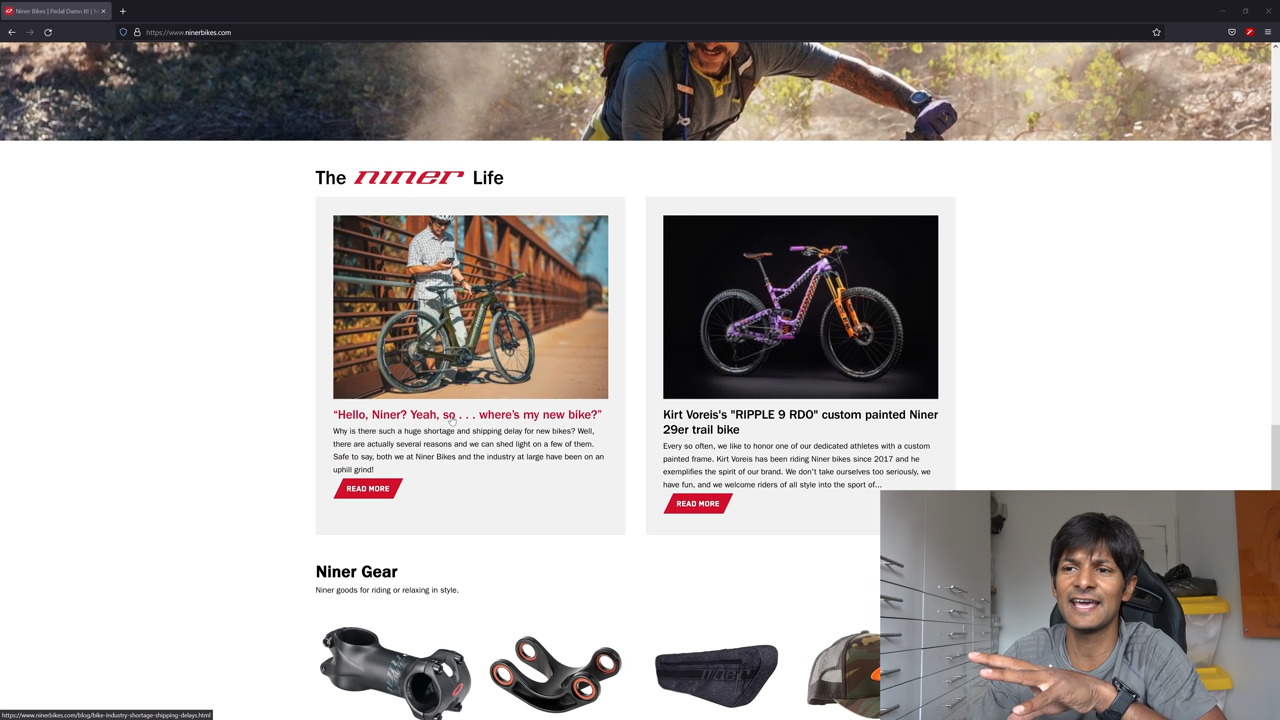 Niner Bikes | Pedal Damn It! | M
https://www.ninerbikes.com
The niner Life
“Hello, Niner? Yeah, so . . . where’s my new bike?”
Why is there such a huge shortage and shipping delay for new bikes? Well,
there are actually several reasons and we can shed light on a few of them.
Safe to say, both we at Niner Bikes and the industry at large have been on an
uphill grind!
READ MORE
Kirt Voreis's "RIPPLE 9 RDO" custom painted Niner
29er trail bike
Every so often, we like to honor one of our dedicated athletes with a custom
painted frame. Kirt Voreis has been riding Niner bikes since 2017 and he
exemplifies the spirit of our brand. We don't take ourselves too seriously, we
have fun, and we welcome riders of all style into the sport of...
READ MORE
Niner Gear
Niner goods for riding or relaxing in style.
niner
https://www.ninerbikes.com/blog/bike-industry-shortage-shipping-delays.html